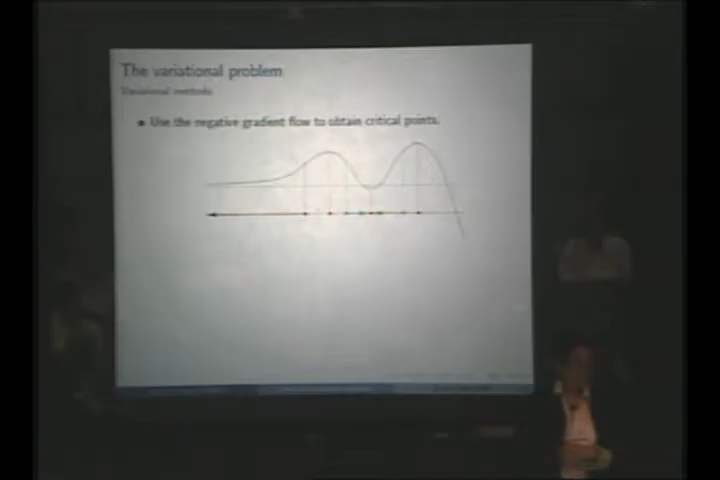 The variational problem
Variational methods
Use the negative gradient flow to obtain critical points.